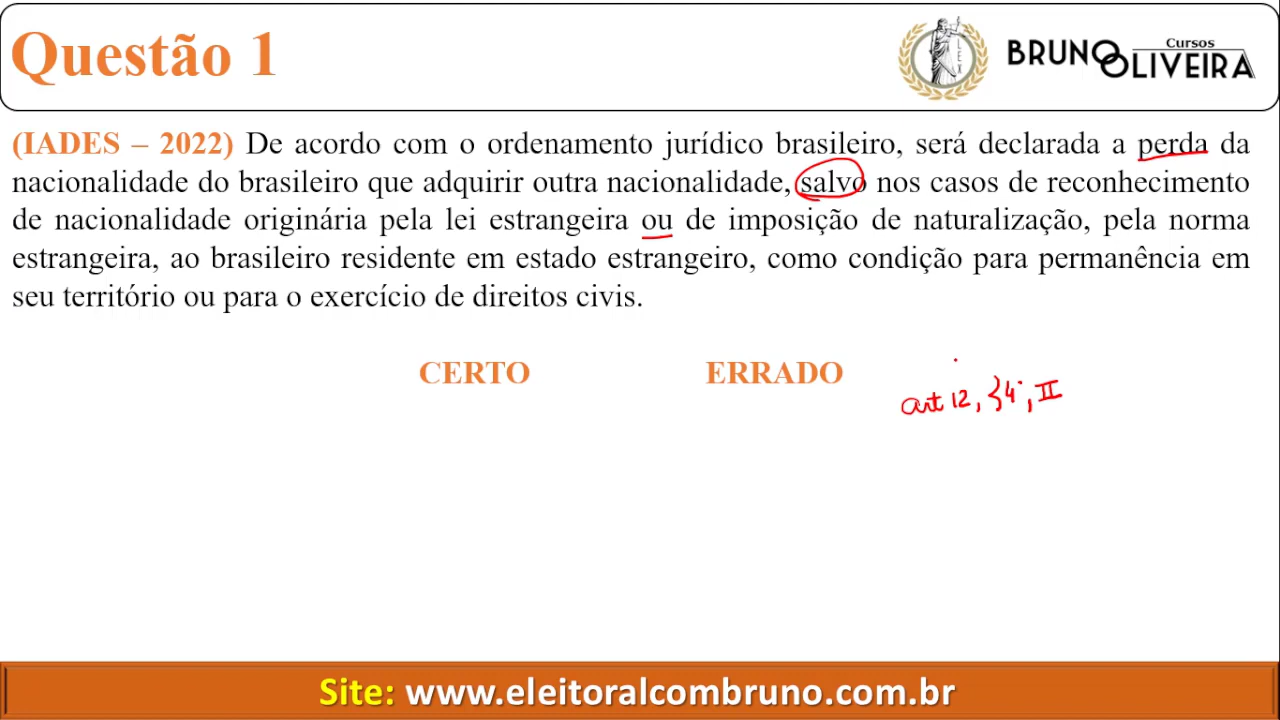 Questão 1
LEX
Cursos
BRUNO OLIVEIRA
(IADES – 2022) De acordo com o ordenamento jurídico brasileiro, será declarada a perda da
nacionalidade do brasileiro que adquirir outra nacionalidade, salvo nos casos de reconhecimento
de nacionalidade originária pela lei estrangeira ou de imposição de naturalização, pela norma
estrangeira, ao brasileiro residente em estado estrangeiro, como condição para permanência em
seu território ou para o exercício de direitos civis.
CERTO ERRADO
art 12, §4º, II
Site: www.eleitoralcombruno.com.br